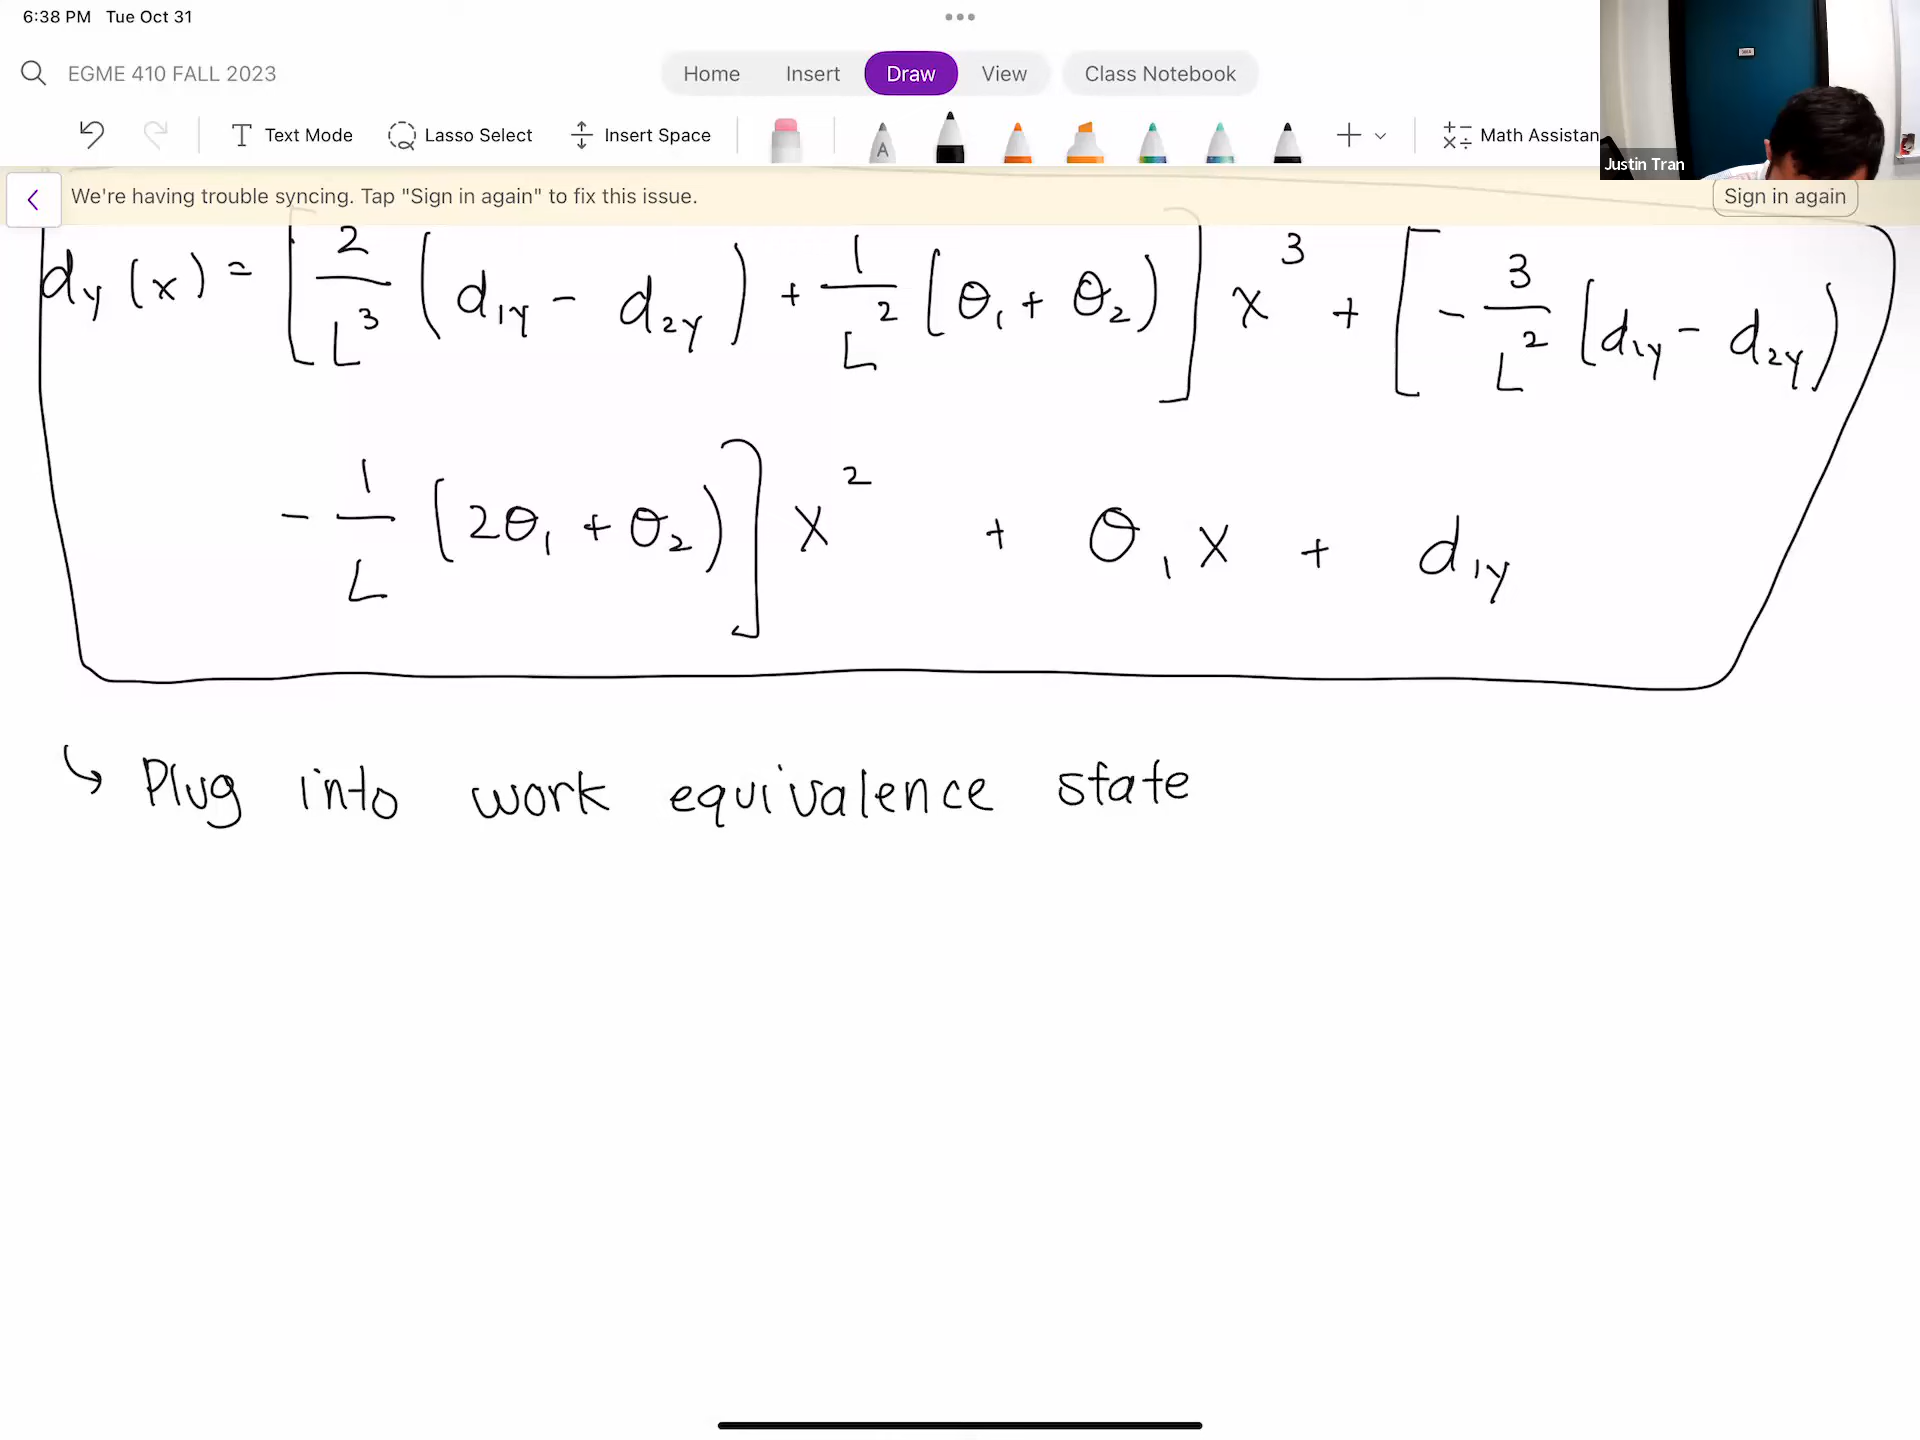 6:38 PM Tue Oct 31
EGME 410 FALL 2023
Home Insert Draw View Class Notebook
Text Mode Lasso Select Insert Space Math Assistan
Justin Tran
We're having trouble syncing. Tap "Sign in again" to fix this issue. Sign in again
dy (x) = [2/L³ (d1y - d2y) + 1/L² (θ1 + θ2)] x³ + [- 3/L² (d1y - d2y)
- 1/L (2θ1 + θ2)] x² + θ1 x + d1y
↳ Plug into work equivalence state